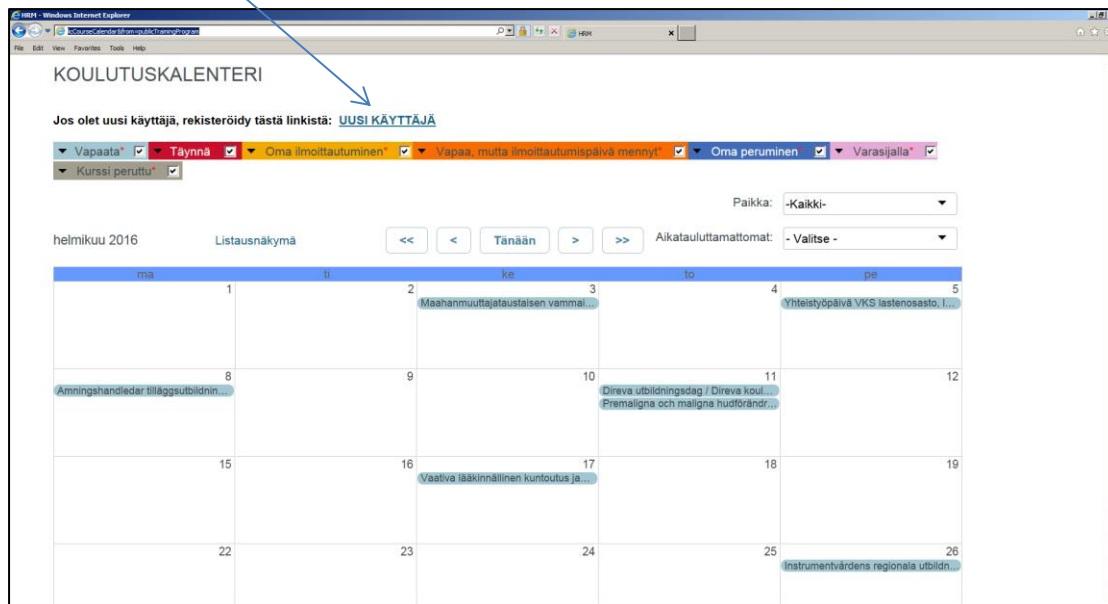 HRM - Windows Internet Explorer
icCourseCalendar&from=publicTrainingProgram
HRM
File Edit View Favorites Tools Help
KOULUTUSKALENTERI
Jos olet uusi käyttäjä, rekisteröidy tästä linkistä: UUSI KÄYTTÄJÄ
Vapaata* Täynnä Oma ilmoittautuminen* Vapaa, mutta ilmoittautumispäivä mennyt* Oma peruminen* Varasijalla*
Kurssi peruttu*
Paikka: -Kaikki-
helmikuu 2016 Listausnäkymä << < Tänään > >> Aikatauluttamattomat: - Valitse -
ma ti ke to pe
1 2 3 4 5
Maahanmuuttajataustaisen vammai... Yhteistyöpäivä VKS lastenosasto, l...
8 9 10 11 12
Amningshandledar tilläggsutbildnin... Direva utbildningsdag / Direva koul...
Premaligna och maligna hudförändr...
15 16 17 18 19
Vaativa lääkinnällinen kuntoutus ja...
22 23 24 25 26
Instrumentvårdens regionala utbildn...